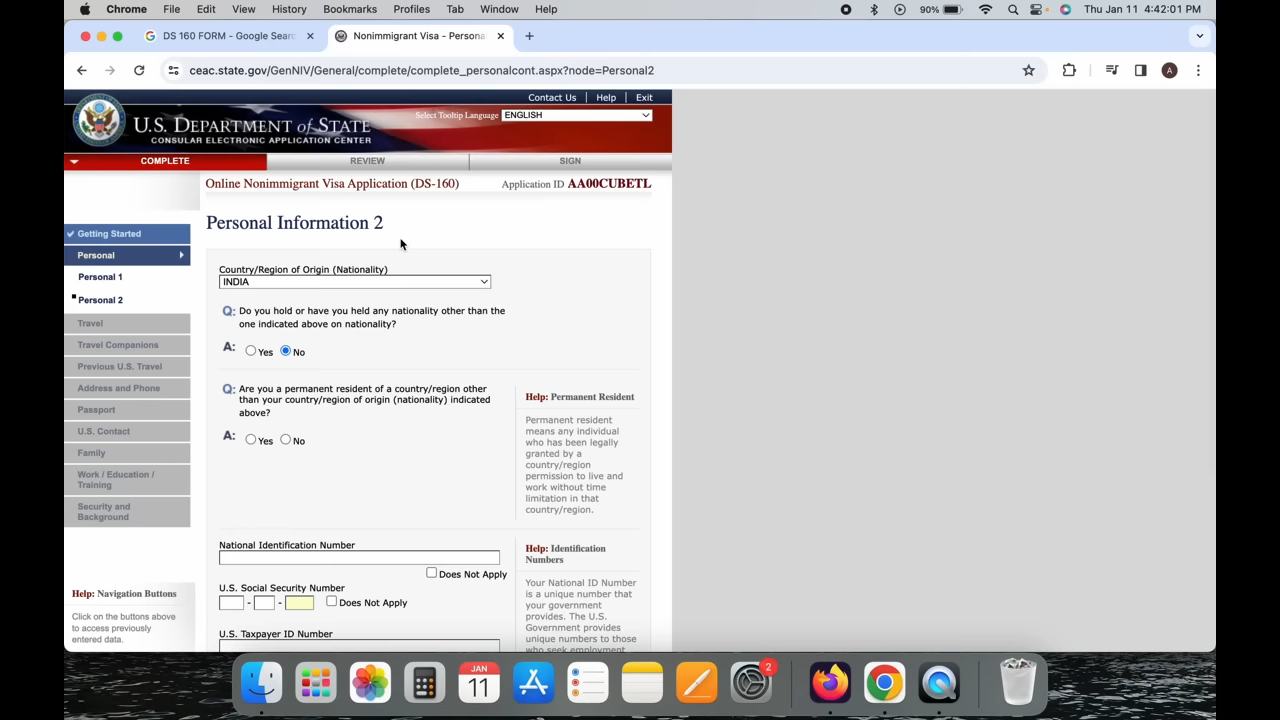 Chrome File Edit View History Bookmarks Profiles Tab Window Help 90% Thu Jan 11 4:42:01 PM
DS 160 FORM - Google Sear Nonimmigrant Visa - Persona
ceac.state.gov/GenNIV/General/complete/complete_personalcont.aspx?node=Personal2 A
Contact Us | Help | Exit
Select Tooltip Language ENGLISH
U.S. DEPARTMENT of STATE
CONSULAR ELECTRONIC APPLICATION CENTER
COMPLETE REVIEW SIGN
Online Nonimmigrant Visa Application (DS-160) Application ID AA00CUBETL
Personal Information 2
Getting Started
Personal
Personal 1
Personal 2
Travel
Travel Companions
Previous U.S. Travel
Address and Phone
Passport
U.S. Contact
Family
Work / Education /
Training
Security and
Background
Help: Navigation Buttons
Click on the buttons above
to access previously
entered data.
Country/Region of Origin (Nationality)
INDIA
Q: Do you hold or have you held any nationality other than the
one indicated above on nationality?
A: Yes No
Q: Are you a permanent resident of a country/region other
than your country/region of origin (nationality) indicated
above?
A: Yes No
Help: Permanent Resident
Permanent resident
means any individual
who has been legally
granted by a
country/region
permission to live and
work without time
limitation in that
country/region.
National Identification Number
Does Not Apply
U.S. Social Security Number
- - Does Not Apply
U.S. Taxpayer ID Number
Help: Identification
Numbers
Your National ID Number
is a unique number that
your government
provides. The U.S.
Government provides
unique numbers to those
who seek employment
JAN
11
2